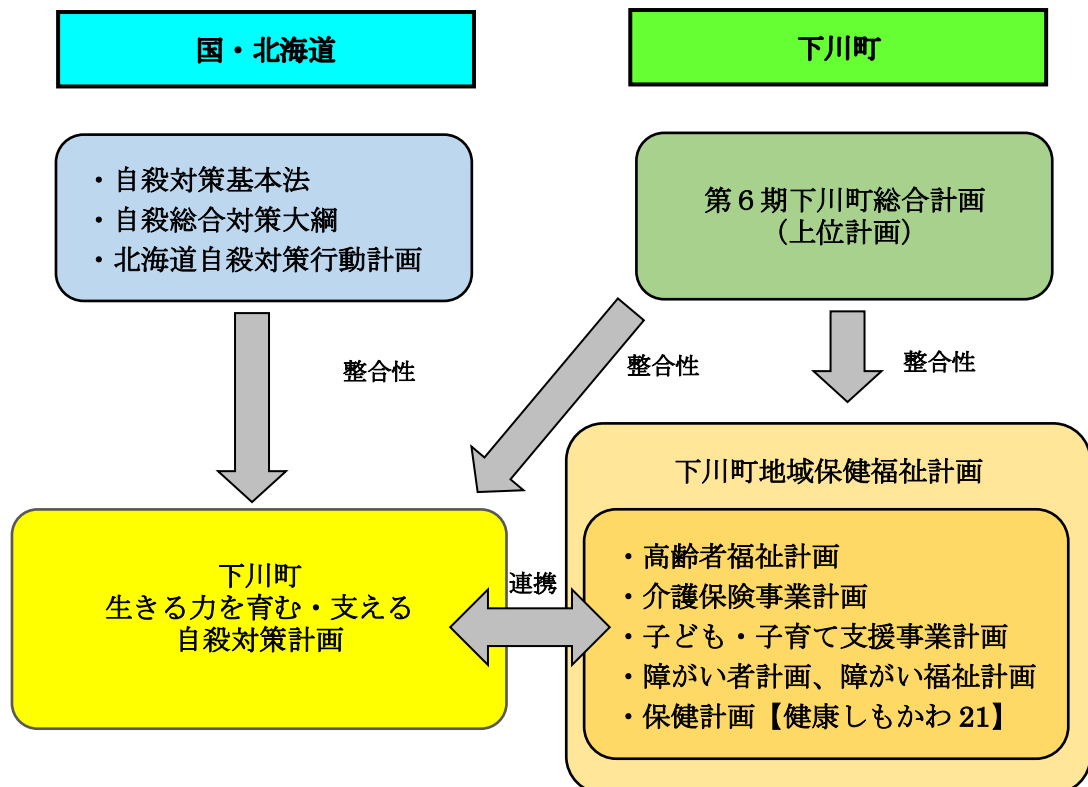 国・北海道
下川町
・自殺対策基本法
・自殺総合対策大綱
・北海道自殺対策行動計画
第６期下川町総合計画
（上位計画）
整合性
整合性
整合性
下川町
生きる力を育む・支える
自殺対策計画
連携
下川町地域保健福祉計画
・高齢者福祉計画
・介護保険事業計画
・子ども・子育て支援事業計画
・障がい者計画、障がい福祉計画
・保健計画【健康しもかわ 21】